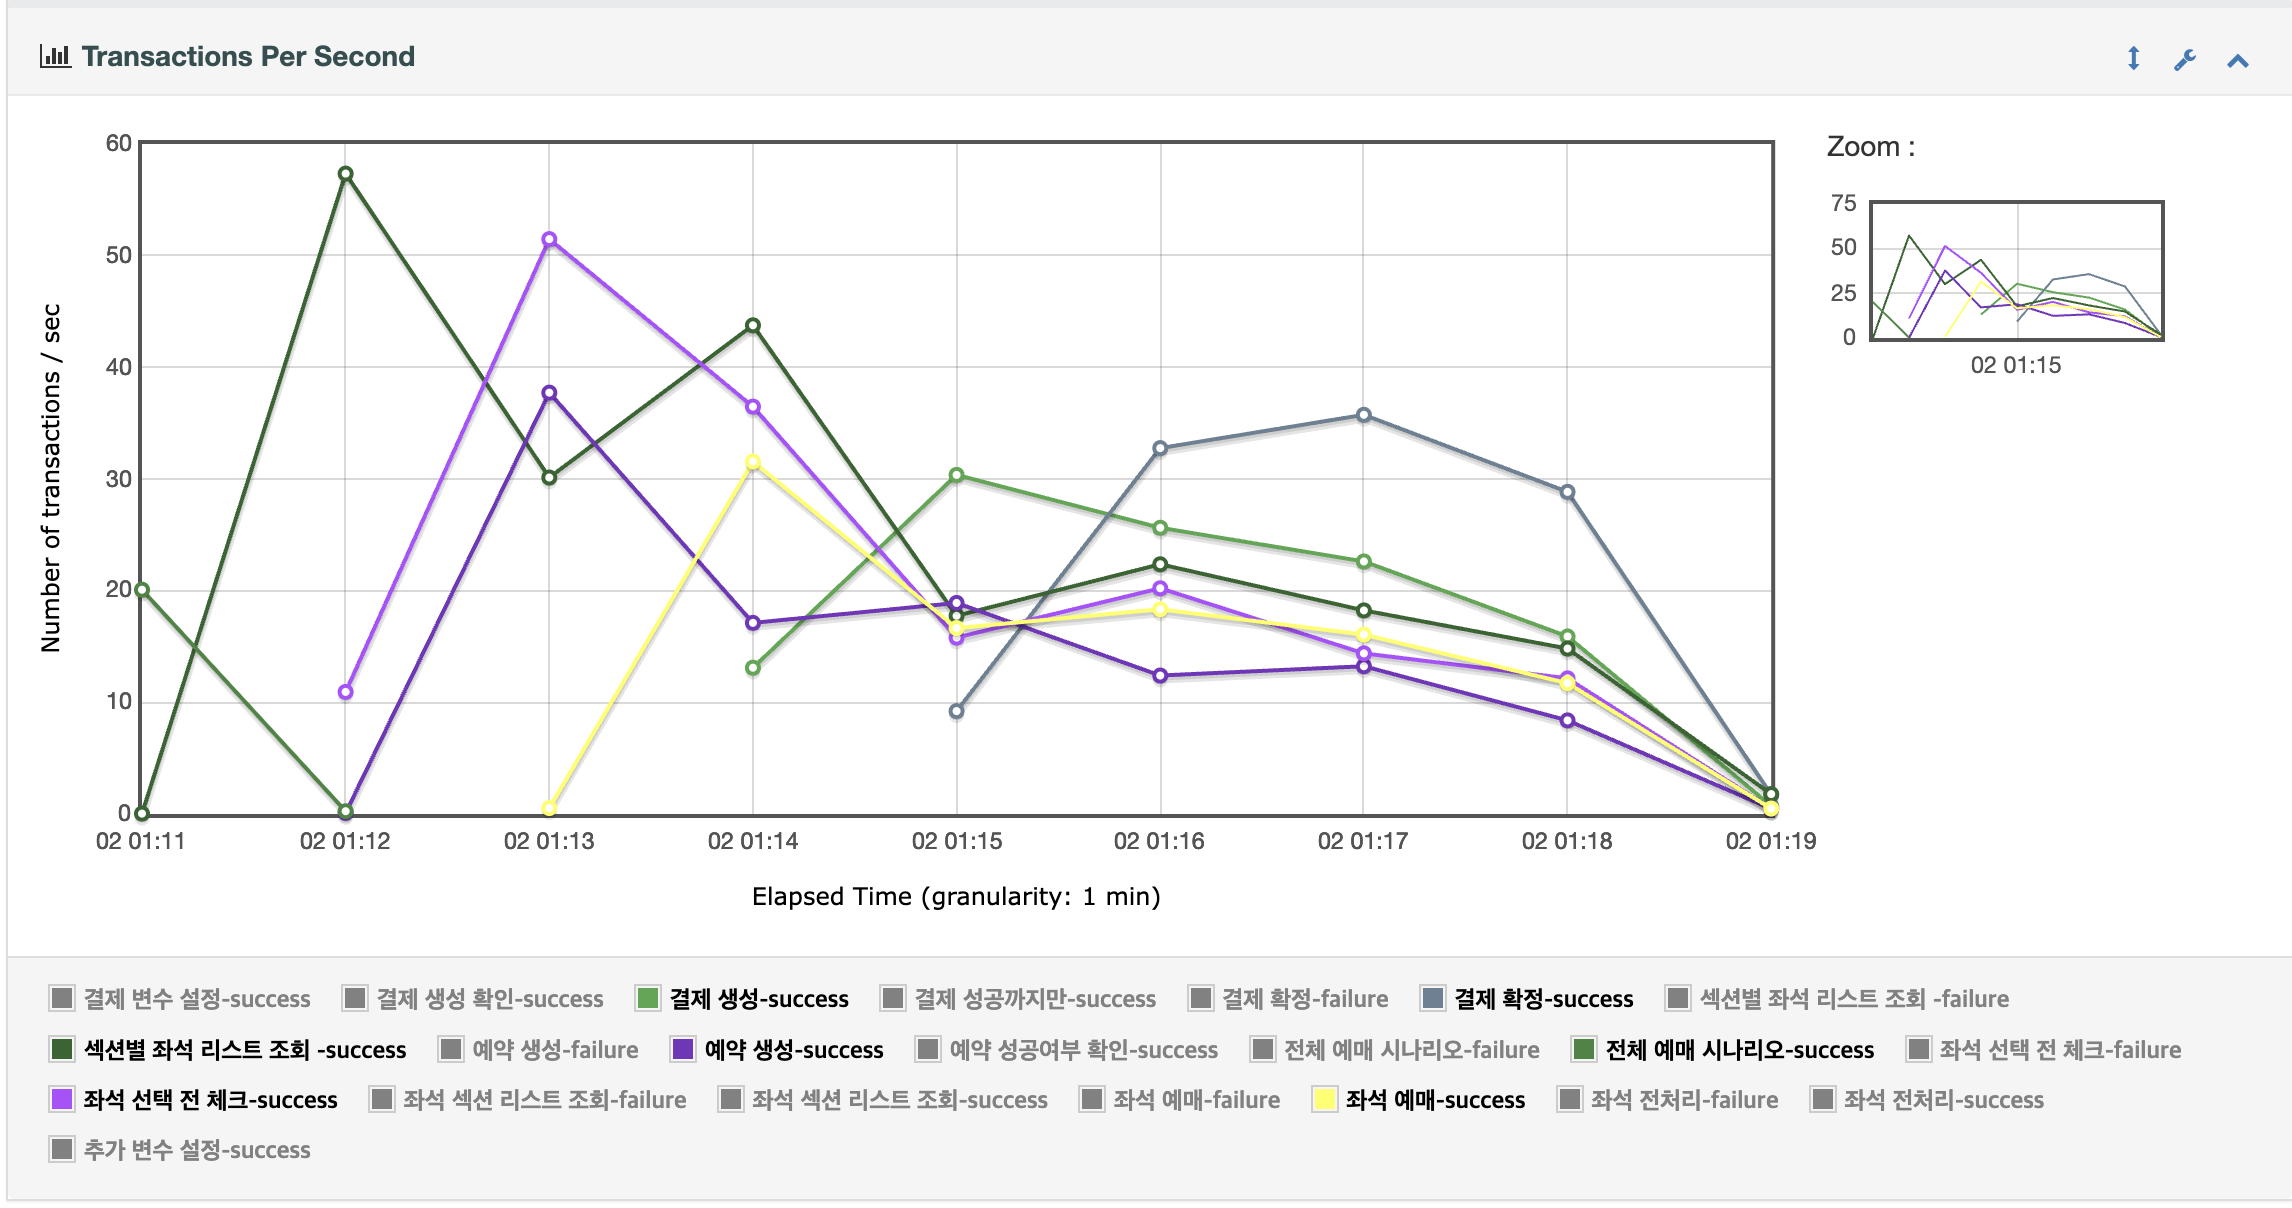 Transactions Per Second
Zoom :
60
50
40
30
20
10
0
Number of transactions / sec
02 01:11 02 01:12 02 01:13 02 01:14 02 01:15 02 01:16 02 01:17 02 01:18 02 01:19
Elapsed Time (granularity: 1 min)
75
50
25
0
02 01:15
결제 변수 설정-success 결제 생성 확인-success 결제 생성-success 결제 성공까지만-success 결제 확정-failure 결제 확정-success 섹션별 좌석 리스트 조회 -failure
섹션별 좌석 리스트 조회 -success 예약 생성-failure 예약 생성-success 예약 성공여부 확인-success 전체 예매 시나리오-failure 전체 예매 시나리오-success 좌석 선택 전 체크-failure
좌석 선택 전 체크-success 좌석 섹션 리스트 조회-failure 좌석 섹션 리스트 조회-success 좌석 예매-failure 좌석 예매-success 좌석 전처리-failure 좌석 전처리-success
추가 변수 설정-success